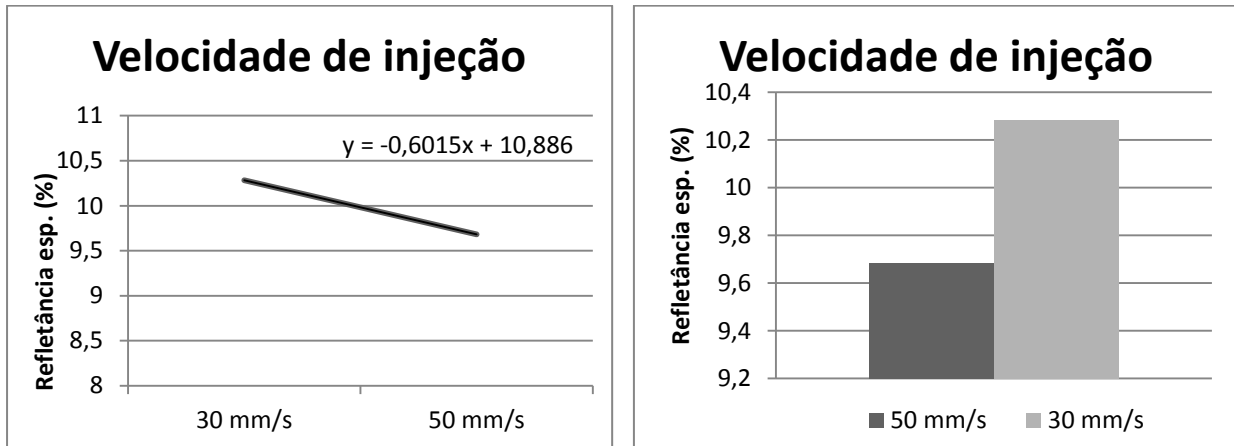 Velocidade de injeção
Refletância esp. (%)
11
10,5
10
9,5
9
8,5
8
y = -0,6015x + 10,886
30 mm/s 50 mm/s
Velocidade de injeção
Refletância esp. (%)
10,4
10,2
10
9,8
9,6
9,4
9,2
50 mm/s 30 mm/s